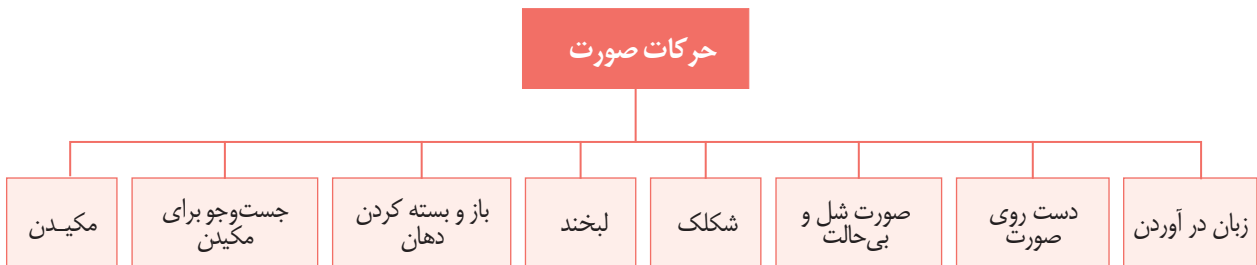 حرکات صورت
زبان در آوردن
دست روی
صورت
صورت شل و
بی‌حالت
شکلک
لبخند
باز و بسته کردن
دهان
جست‌وجو برای
مکیدن
مکیـدن